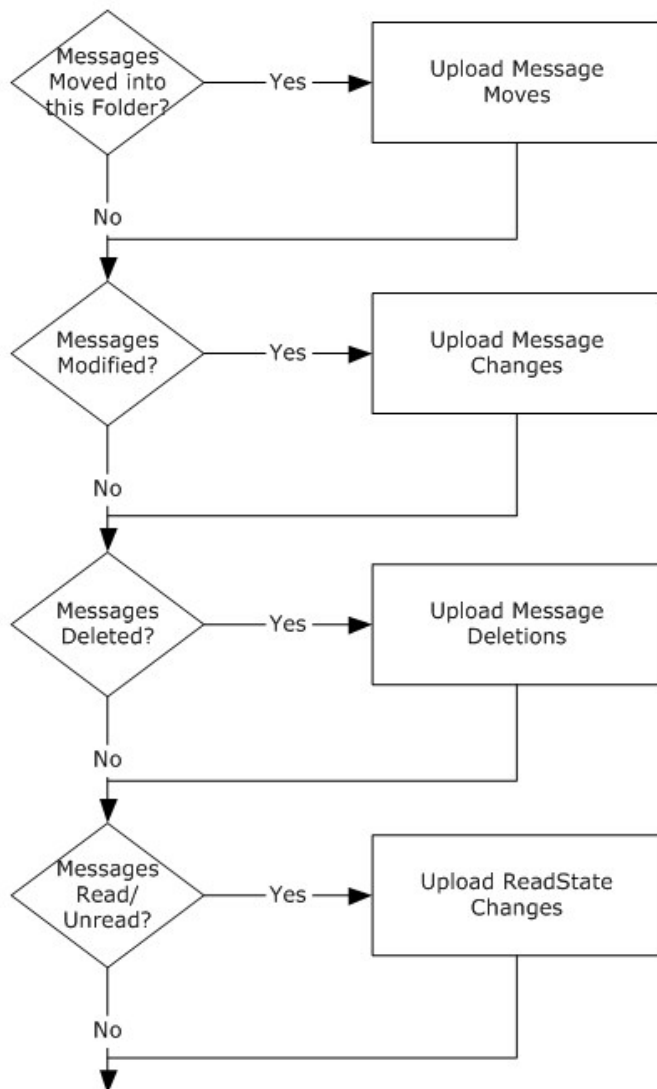 Messages
Moved into
this Folder?
Yes
Upload Message
Moves
No
Messages
Modified?
Yes
Upload Message
Changes
No
Messages
Deleted?
Yes
Upload Message
Deletions
No
Messages
Read/
Unread?
Yes
Upload ReadState
Changes
No